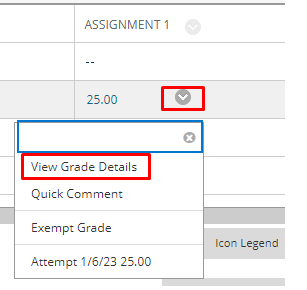 ASSIGNMENT 1
--
25.00
View Grade Details
Quick Comment
Exempt Grade
Attempt 1/6/23 25.00
Icon Legend